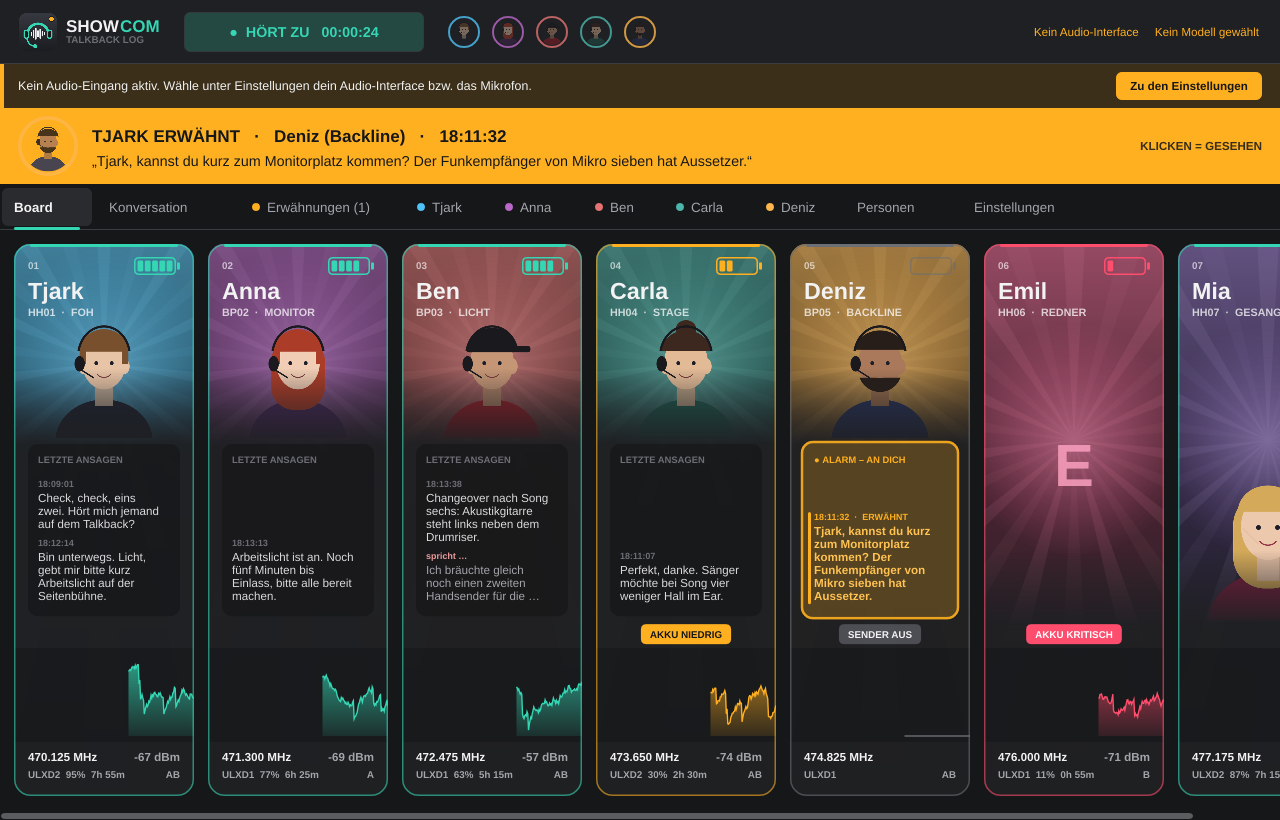 SHOWCOM
TALKBACK LOG
● HÖRT ZU 00:00:24
Kein Audio-Interface
Kein Modell gewählt
Kein Audio-Eingang aktiv. Wähle unter Einstellungen dein Audio-Interface bzw. das Mikrofon.
Zu den Einstellungen
TJARK ERWÄHNT · Deniz (Backline) · 18:11:32
„Tjark, kannst du kurz zum Monitorplatz kommen? Der Funkempfänger von Mikro sieben hat Aussetzer.“
KLICKEN = GESEHEN
Board
Konversation
Erwähnungen (1)
Tjark
Anna
Ben
Carla
Deniz
Personen
Einstellungen
01
Tjark
HH01 · FOH
LETZTE ANSAGEN
18:09:01
Check, check, eins
zwei. Hört mich jemand
auf dem Talkback?
18:12:14
Bin unterwegs. Licht,
gebt mir bitte kurz
Arbeitslicht auf der
Seitenbühne.
470.125 MHz
-67 dBm
ULXD2 95% 7h 55m
AB
02
Anna
BP02 · MONITOR
LETZTE ANSAGEN
18:13:13
Arbeitslicht ist an. Noch
fünf Minuten bis
Einlass, bitte alle bereit
machen.
471.300 MHz
-69 dBm
ULXD1 77% 6h 25m
A
03
Ben
BP03 · LICHT
LETZTE ANSAGEN
18:13:38
Changeover nach Song
sechs: Akustikgitarre
steht links neben dem
Drumriser.
spricht ...
Ich bräuchte gleich
noch einen zweiten
Handsender für die ...
472.475 MHz
-57 dBm
ULXD1 63% 5h 15m
AB
04
Carla
HH04 · STAGE
LETZTE ANSAGEN
18:11:07
Perfekt, danke. Sänger
möchte bei Song vier
weniger Hall im Ear.
AKKU NIEDRIG
473.650 MHz
-74 dBm
ULXD2 30% 2h 30m
AB
05
Deniz
BP05 · BACKLINE
● ALARM – AN DICH
18:11:32 · ERWÄHNT
Tjark, kannst du kurz
zum Monitorplatz
kommen? Der
Funkempfänger von
Mikro sieben hat
Aussetzer.
SENDER AUS
474.825 MHz
ULXD1
AB
06
Emil
HH06 · REDNER
E
AKKU KRITISCH
476.000 MHz
-71 dBm
ULXD1 11% 0h 55m
B
07
Mia
HH07 · GESANG
477.175 MHz
ULXD2 87% 7h 15